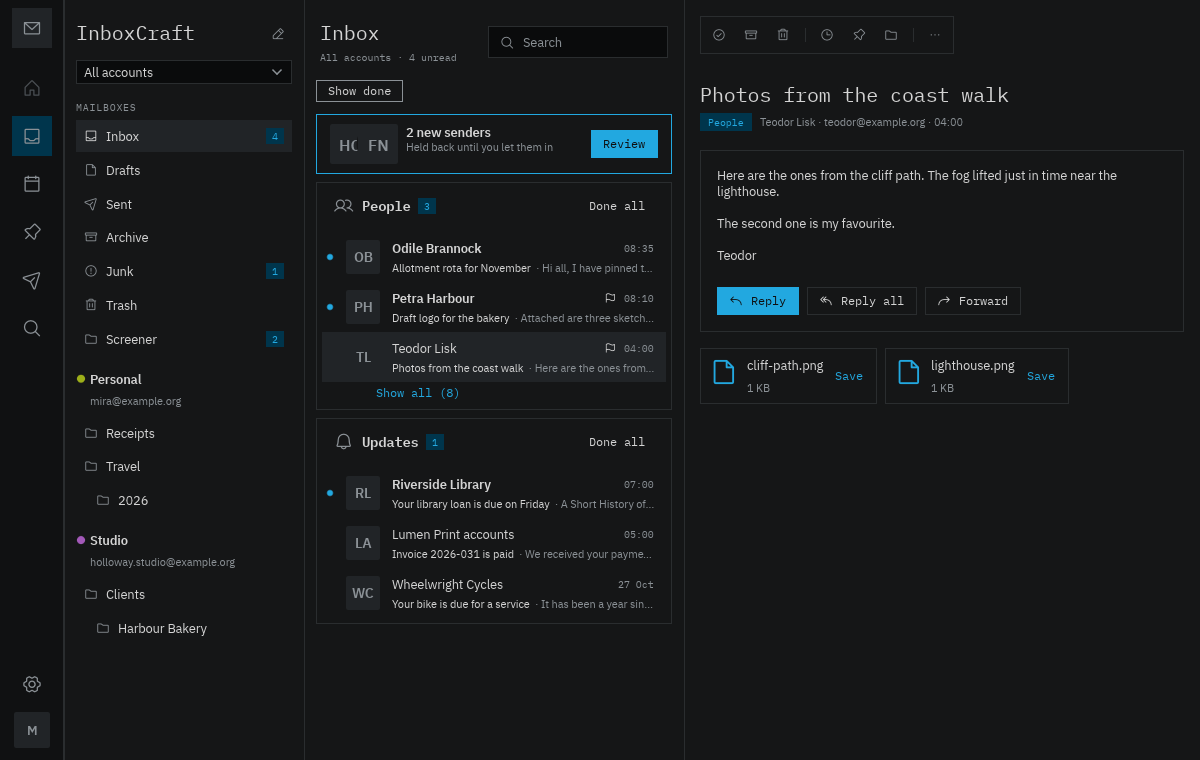 InboxCraft
All accounts
MAILBOXES
Inbox 4
Drafts
Sent
Archive
Junk 1
Trash
Screener 2
Personal
mira@example.org
Receipts
Travel
2026
Studio
holloway.studio@example.org
Clients
Harbour Bakery
M
Inbox
All accounts · 4 unread
Search
Show done
HC FN
2 new senders
Held back until you let them in
Review
People 3 Done all
OB
Odile Brannock 08:35
Allotment rota for November · Hi all, I have pinned t…
PH
Petra Harbour 08:10
Draft logo for the bakery · Attached are three sketch…
TL
Teodor Lisk 04:00
Photos from the coast walk · Here are the ones from…
Show all (8)
Updates 1 Done all
RL
Riverside Library 07:00
Your library loan is due on Friday · A Short History of…
LA
Lumen Print accounts 05:00
Invoice 2026-031 is paid · We received your payme…
WC
Wheelwright Cycles 27 Oct
Your bike is due for a service · It has been a year sin…
Photos from the coast walk
People Teodor Lisk · teodor@example.org · 04:00
Here are the ones from the cliff path. The fog lifted just in time near the
lighthouse.
The second one is my favourite.
Teodor
Reply Reply all Forward
cliff-path.png
1 KB
Save
lighthouse.png
1 KB
Save